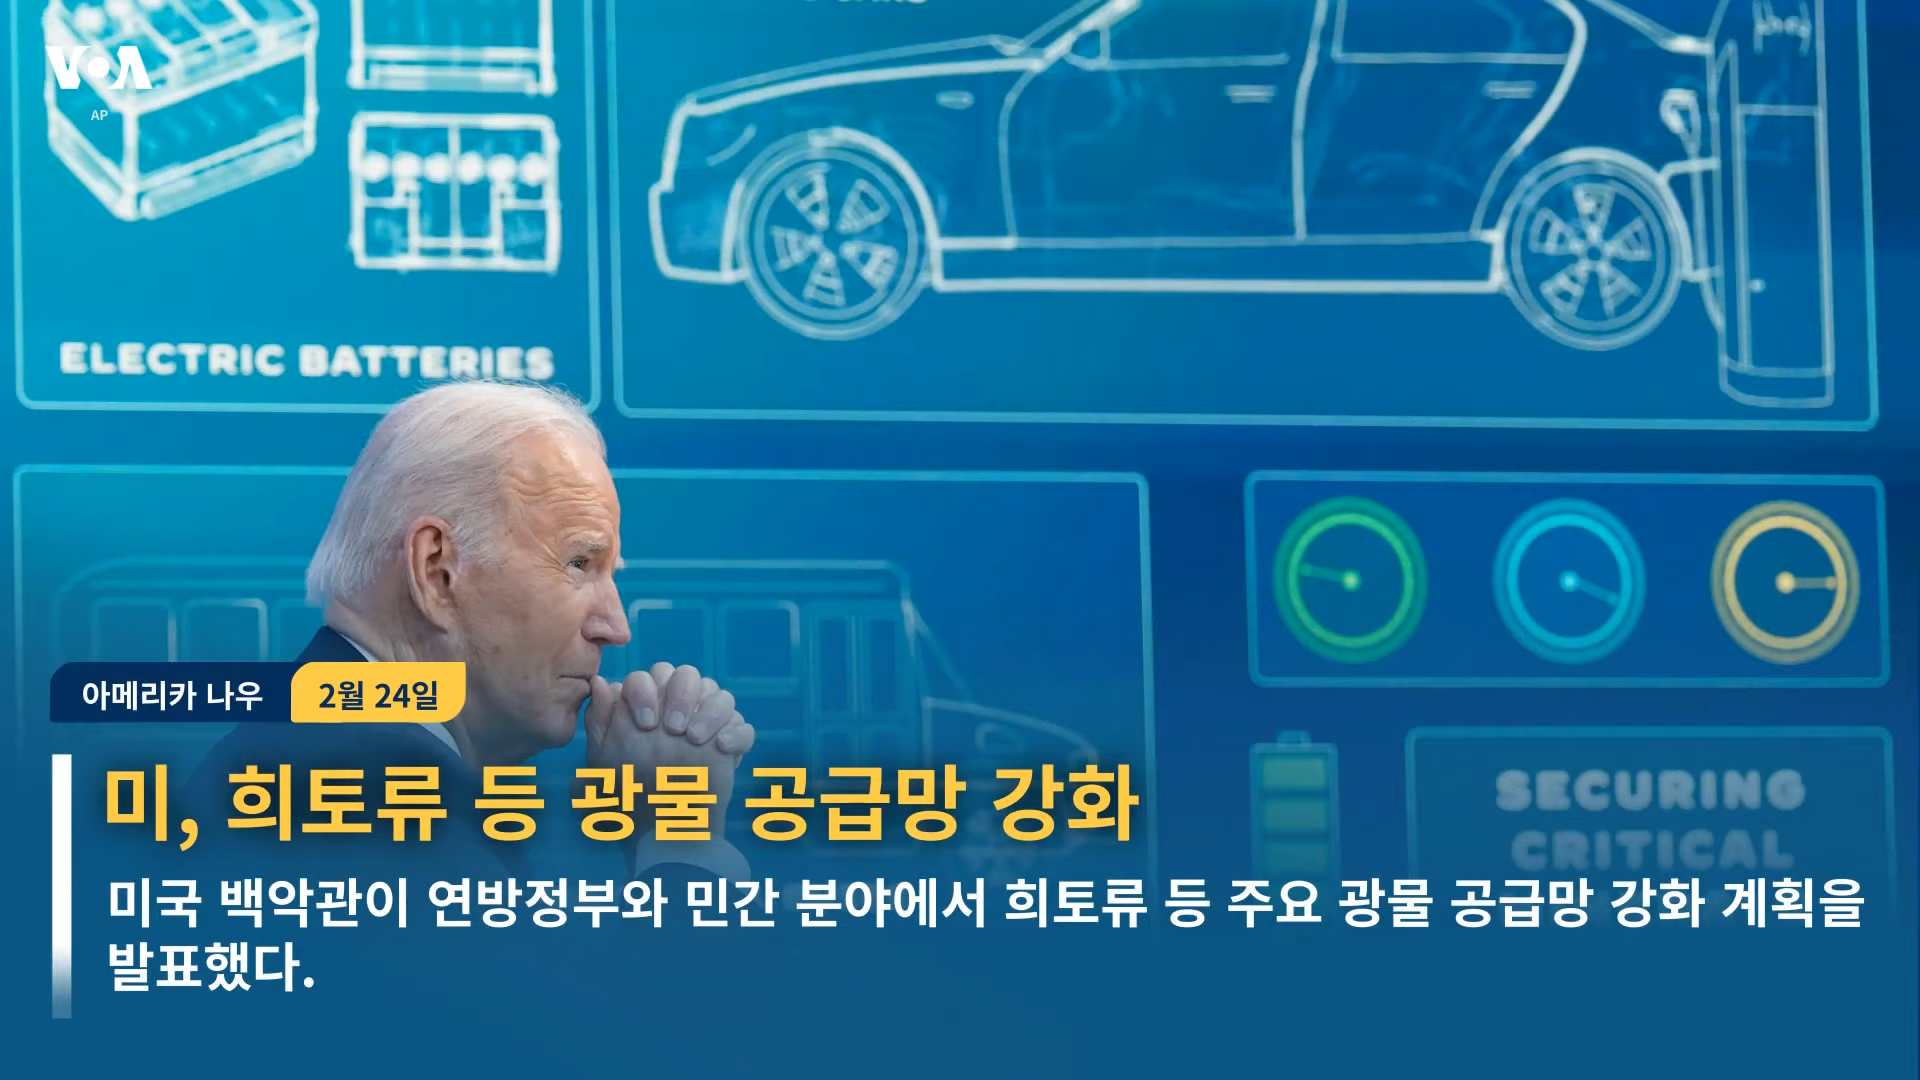 VOA
AP
ELECTRIC BATTERIES
SECURING
CRITICAL
아메리카 나우
2월 24일
미, 희토류 등 광물 공급망 강화
미국 백악관이 연방정부와 민간 분야에서 희토류 등 주요 광물 공급망 강화 계획을
발표했다.